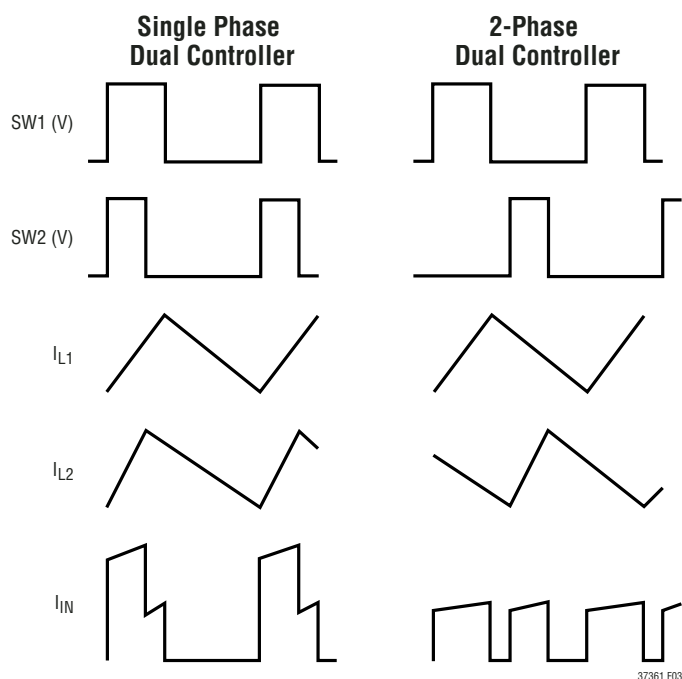 Single Phase
Dual Controller
2-Phase
Dual Controller
SW1 (V)
SW2 (V)
IL1
IL2
IIN
37361 F03